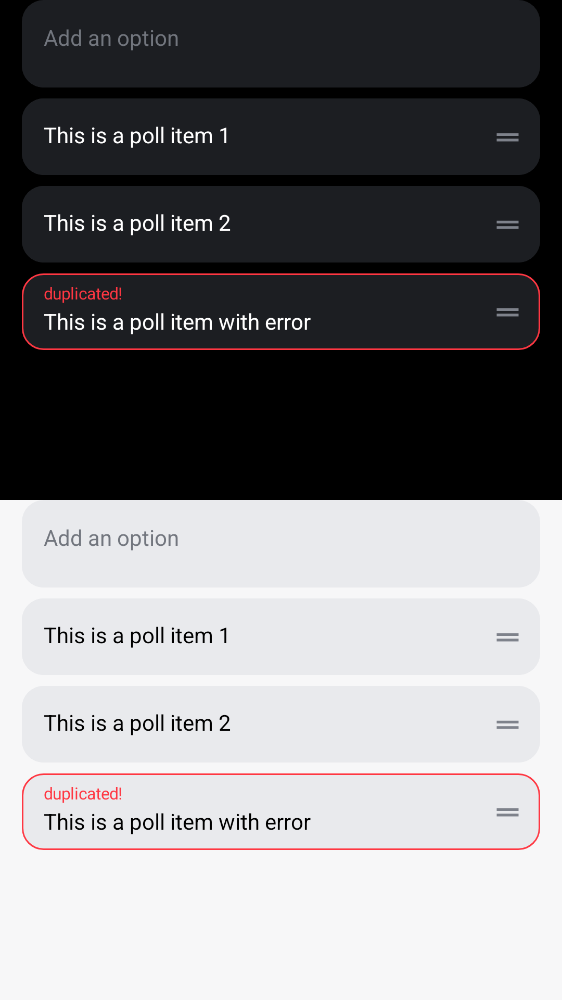 Add an option
This is a poll item 1
This is a poll item 2
duplicated!
This is a poll item with error
Add an option
This is a poll item 1
This is a poll item 2
duplicated!
This is a poll item with error